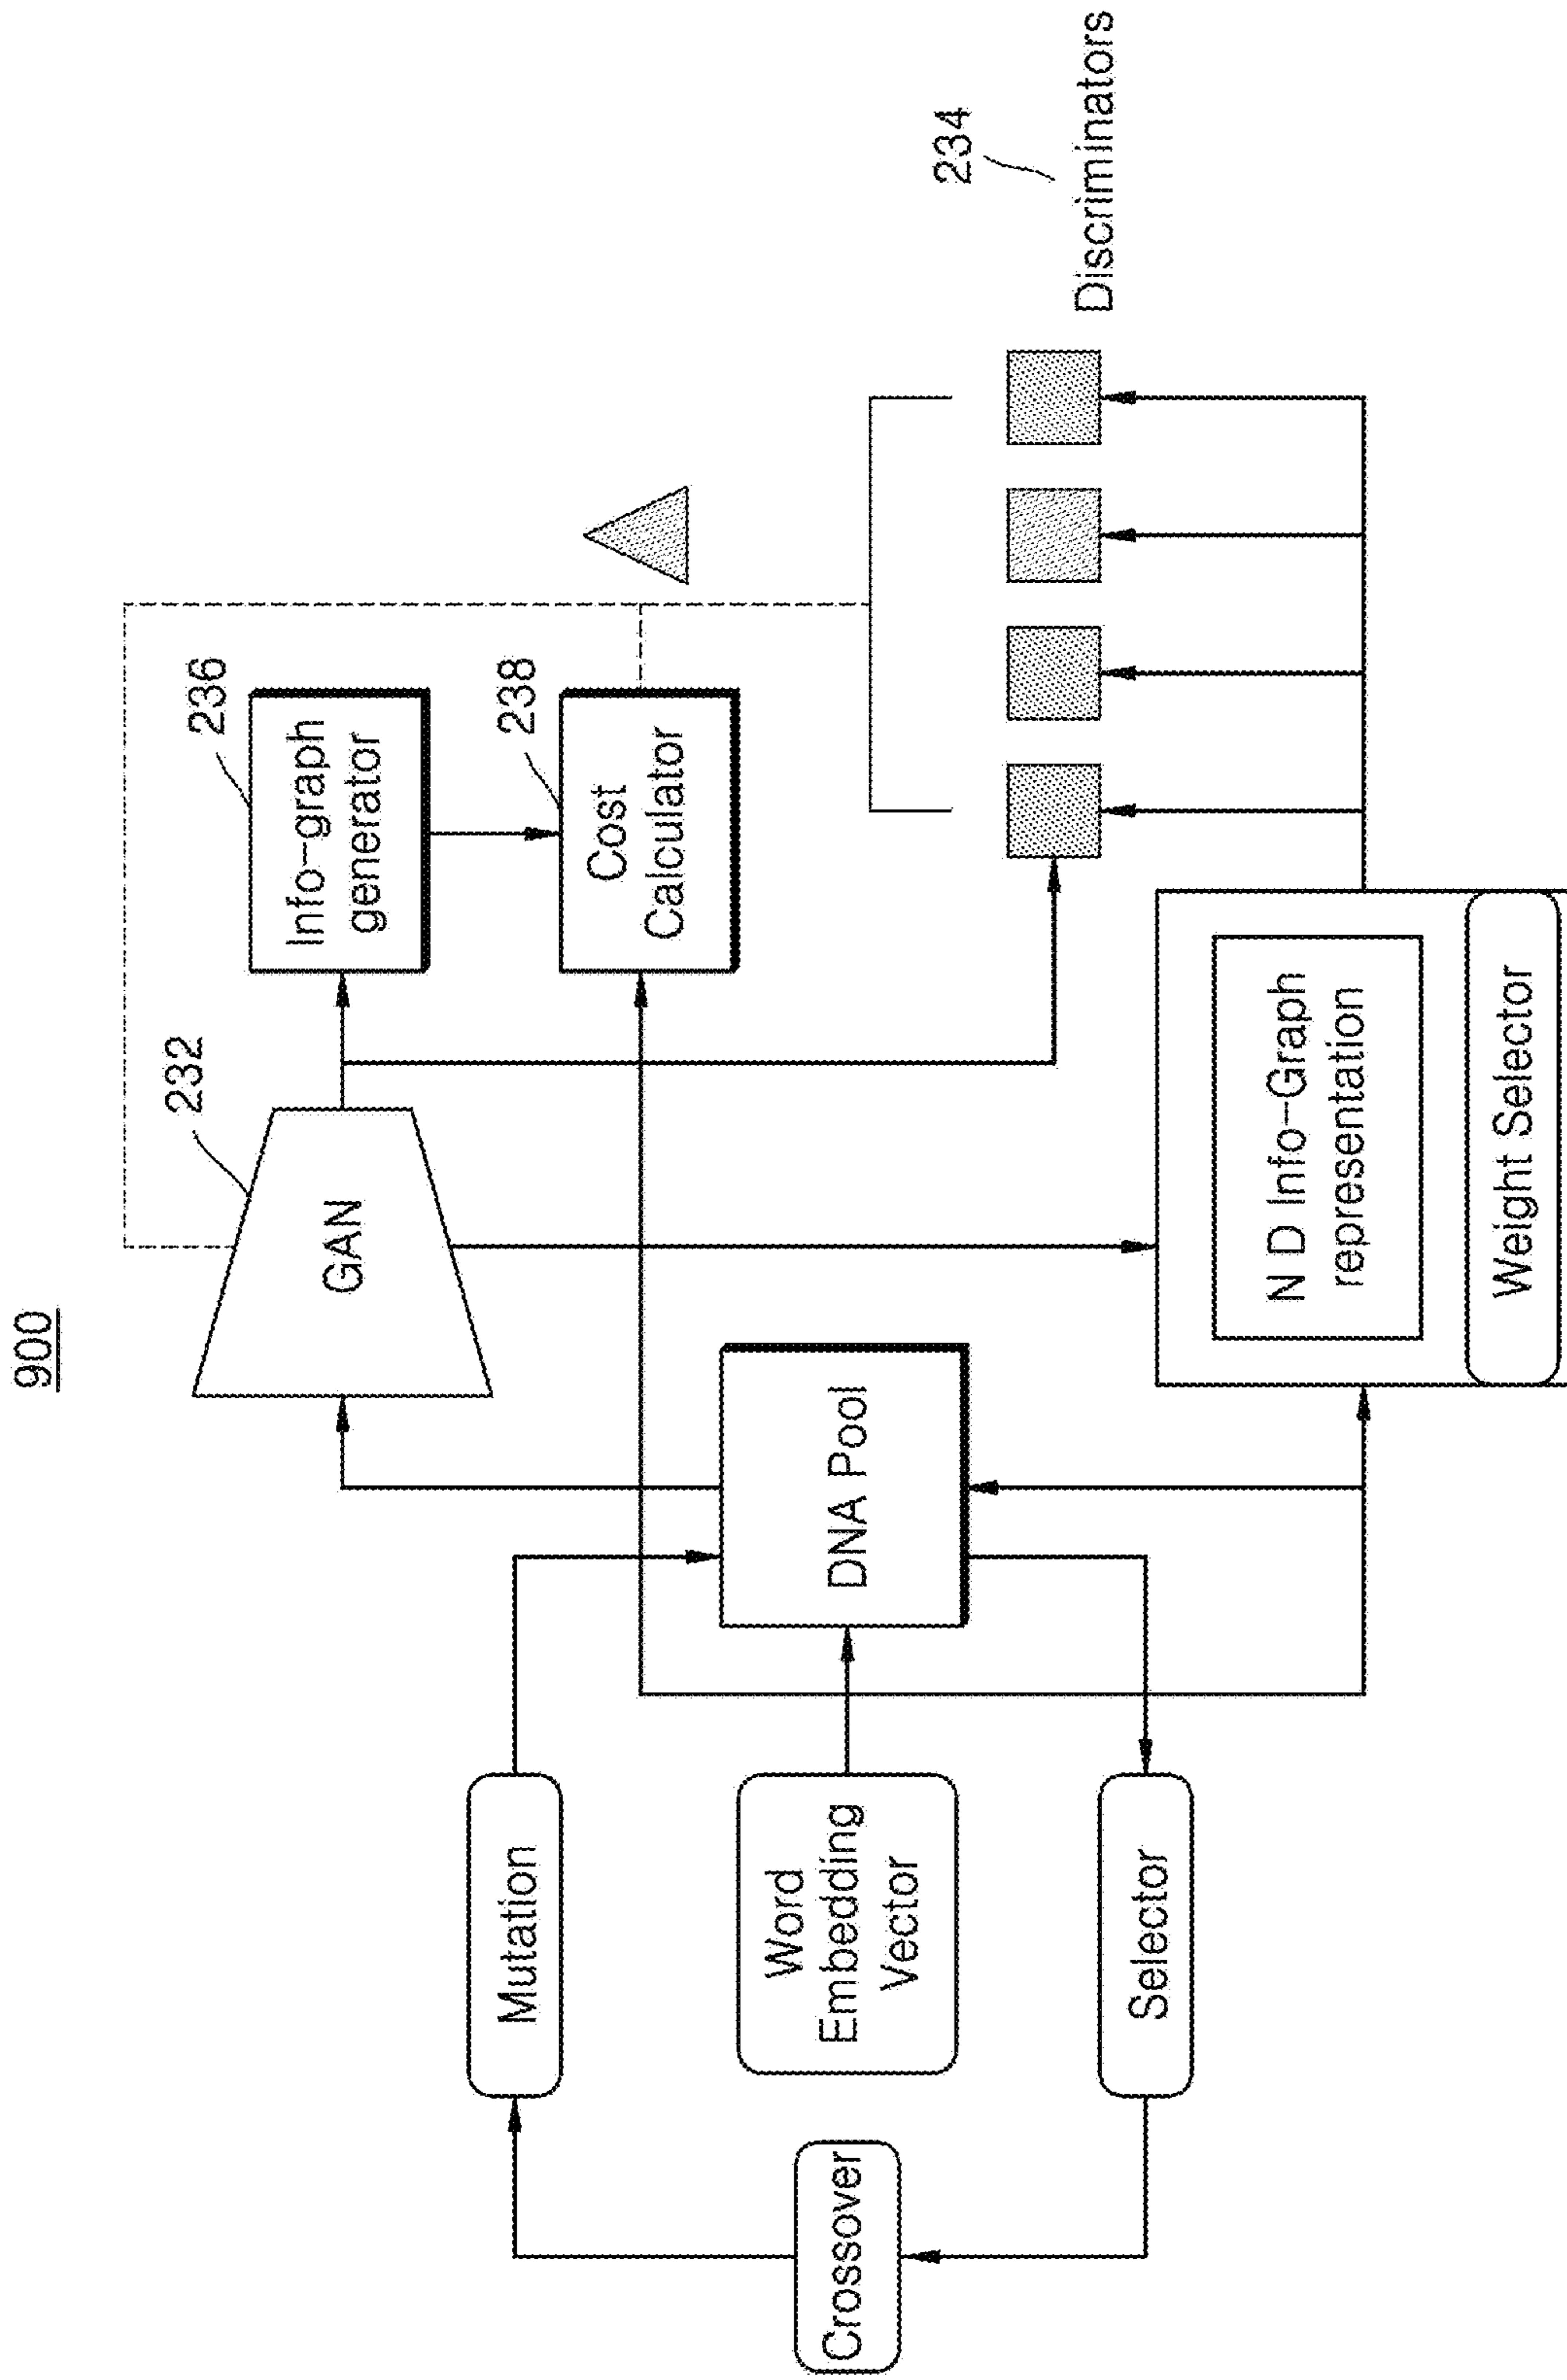 900
232
GAN
236
Info-graph
generator
238
Cost
Calculator
Mutation
Crossover
Word
Embedding
Vector
DNA Pool
Selector
234
Discriminators
N D Info-Graph
representation
Weight Selector